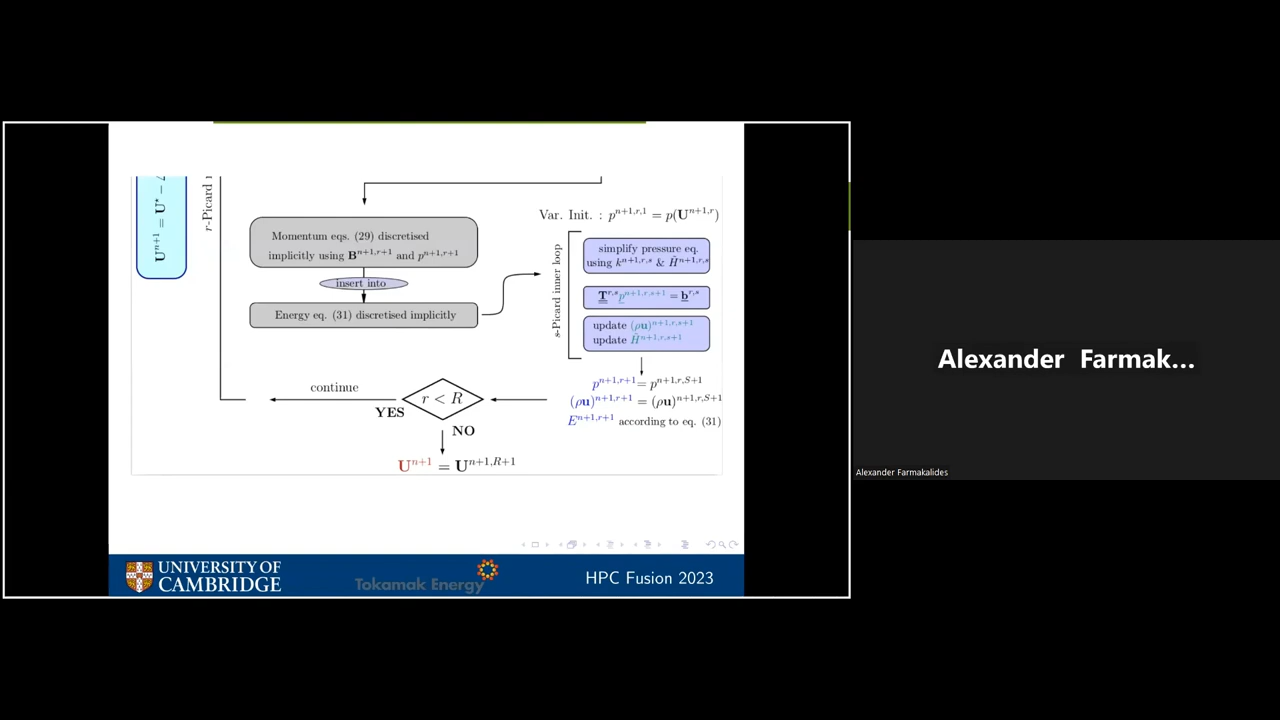 U^{n+1} = U^* −
r-Picard
Momentum eqs. (29) discretised
implicitly using B^{n+1,r+1} and p^{n+1,r+1}
insert into
Energy eq. (31) discretised implicitly
Var. Init. : p^{n+1,r,1} = p(U^{n+1,r})
s-Picard inner loop
simplify pressure eq.
using k^{n+1,r,s} & Ĥ^{n+1,r,s}
T^{r,s} p^{n+1,r,s+1} = b^{r,s}
update (ρu)^{n+1,r,s+1}
update Ĥ^{n+1,r,s+1}
p^{n+1,r+1} = p^{n+1,r,S+1}
(ρu)^{n+1,r+1} = (ρu)^{n+1,r,S+1}
E^{n+1,r+1} according to eq. (31)
continue
r < R
YES
NO
U^{n+1} = U^{n+1,R+1}
UNIVERSITY OF
CAMBRIDGE
Tokamak Energy
HPC Fusion 2023
Alexander Farmak...
Alexander Farmakalides